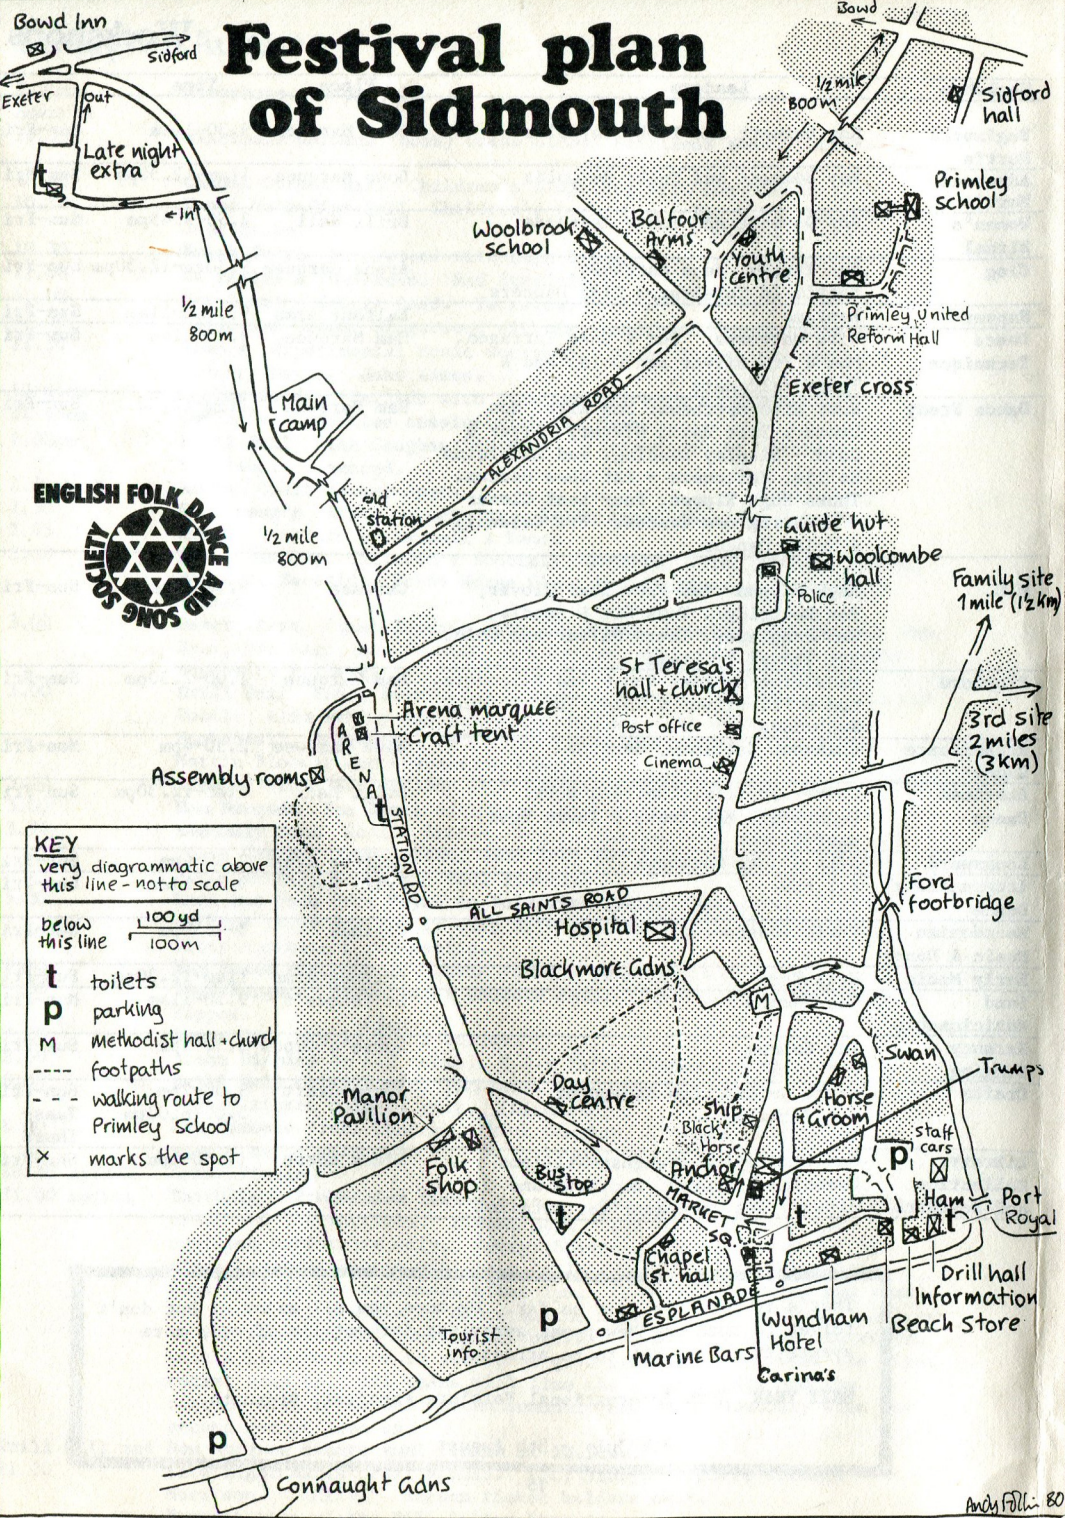 Festival plan
of Sidmouth
Bowd Inn
Sidford
Exeter
out
Late night
extra
t
←In
1/2 mile
800m
Main
camp
ENGLISH FOLK DANCE AND SONG SOCIETY
1/2 mile
800m
Bowd
1/2 mile
800m
Sidford
hall
Primley
school
Woolbrook
school
Balfour
Arms
Youth
centre
Primley United
Reform Hall
Exeter cross
ALEXANDRIA ROAD
old
station
Guide hut
Woolcombe
hall
Police
Family site
1 mile (1½ km)
St Teresa's
hall + church
Post office
Cinema
3rd site
2 miles
(3km)
Arena marquee
Craft tent
ARENA
t
Assembly rooms
STATION RD
ALL SAINTS ROAD
Hospital
Blackmore Gdns
Ford
footbridge
M
KEY
very diagrammatic above
this line - not to scale
below
this line
100 yd
100m
t toilets
p parking
M methodist hall + church
---- footpaths
- - - walking route to
Primley School
x marks the spot
Swan
Trumps
Horse
+ Groom
Day
centre
Manor
Pavilion
Folk
shop
Ship
Black
Horse
Anchor
Bus
Stop
t
MARKET
SQ.
t
p
staff
cars
Ham
t
Port
Royal
Chapel
st. hall
ESPLANADE
p
Tourist
info
Marine Bars
Wyndham
Hotel
Carina's
Drill hall
Information
Beach Store
p
Connaught Gdns
80